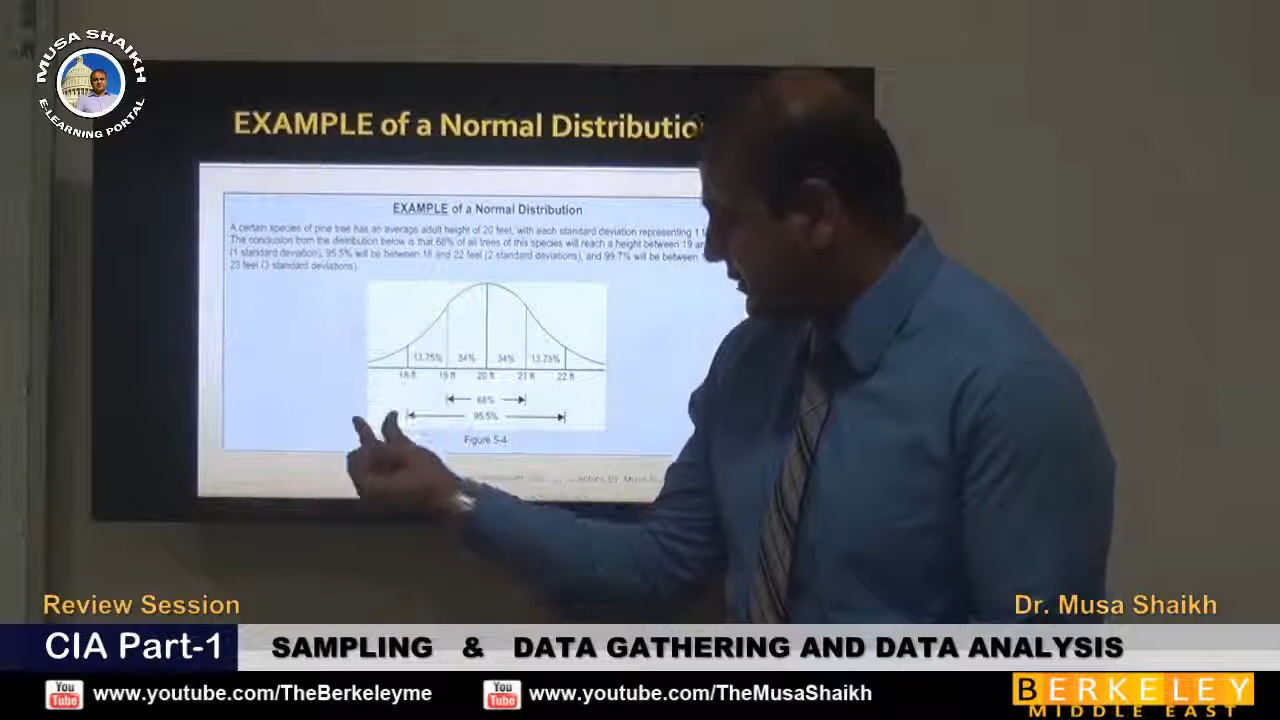 MUSA SHAIKH
E-LEARNING PORTAL
EXAMPLE of a Normal Distributio
EXAMPLE of a Normal Distribution
A certain species of pine tree has an average adult height of 20 feet, with each standard deviation representing 1
The conclusion from the distribution below is that 68% of all trees of this species will reach a height between 19
(1 standard deviation), 95.5% will be between 18 and 22 feet (2 standard deviations), and 99.7% will be between
23 feet (3 standard deviations).
13.75% 34% 34% 13.75%
18 ft 19 ft 20 ft 21 ft 22 ft
68%
95.5%
Figure 5-4
Review Session
Dr. Musa Shaikh
CIA Part-1
SAMPLING & DATA GATHERING AND DATA ANALYSIS
You Tube www.youtube.com/TheBerkeleyme
You Tube www.youtube.com/TheMusaShaikh
BERKELEY
MIDDLE EAST